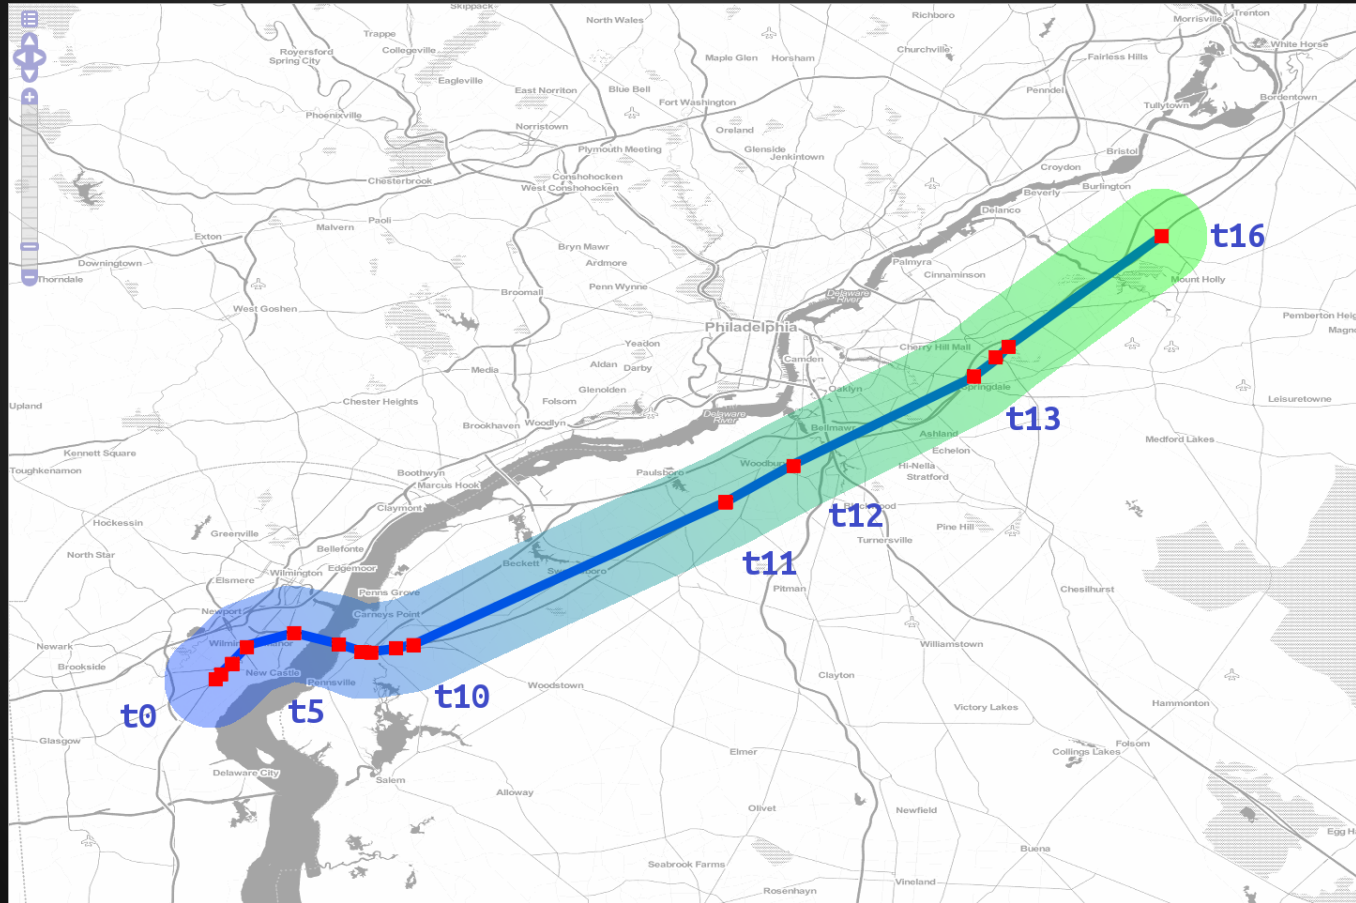 Skippack
North Wales
Richboro
Trenton
Morrisville
Trappe
Collegeville
Royersford
Spring City
Churchville
White Horse
Maple Glen
Horsham
Fairless Hills
Eagleville
East Norriton
Blue Bell
Penndel
Bordentown
Fort Washington
Tullytown
Phoenixville
Norristown
Oreland
Plymouth Meeting
Glenside
Jenkintown
Bristol
Croydon
Conshohocken
West Conshohocken
Chesterbrook
Burlington
Beverly
Delanco
Paoli
Malvern
Exton
t16
Bryn Mawr
Ardmore
Downingtown
Palmyra
Cinnaminson
Thorndale
Mount Holly
Penn Wynne
Broomall
Delaware
River
West Goshen
Pemberton Heig
Magno
Philadelphia
Yeadon
Cherry Hill Mall
Camden
Aldan
Darby
Media
Oaklyn
Springdale
Glenolden
Leisuretowne
Chester Heights
Folsom
Upland
Delaware
River
t13
Brookhaven
Woodlyn
Bellmawr
Ashland
Medford Lakes
Kennett Square
Echelon
Toughkenamon
Boothwyn
Paulsboro
Woodbury
Hi-Nella
Stratford
Marcus Hook
Claymont
Blackwood
t12
Hockessin
Greenville
Pine Hill
Turnersville
North Star
Bellefonte
Wilmington
Edgemoor
Beckett
Swedesboro
t11
Elsmere
Pitman
Chesilhurst
Penns Grove
Newport
Carneys Point
Newark
Wilmington Manor
Williamstown
Brookside
New Castle
Pennsville
Woodstown
Clayton
t10
t0
t5
Victory Lakes
Hammonton
Glasgow
Elmer
Folsom
Collings Lakes
Delaware City
Salem
Alloway
Olivet
Newfield
Egg Ha
Buena
Seabrook Farms
Vineland
Rosenhayn